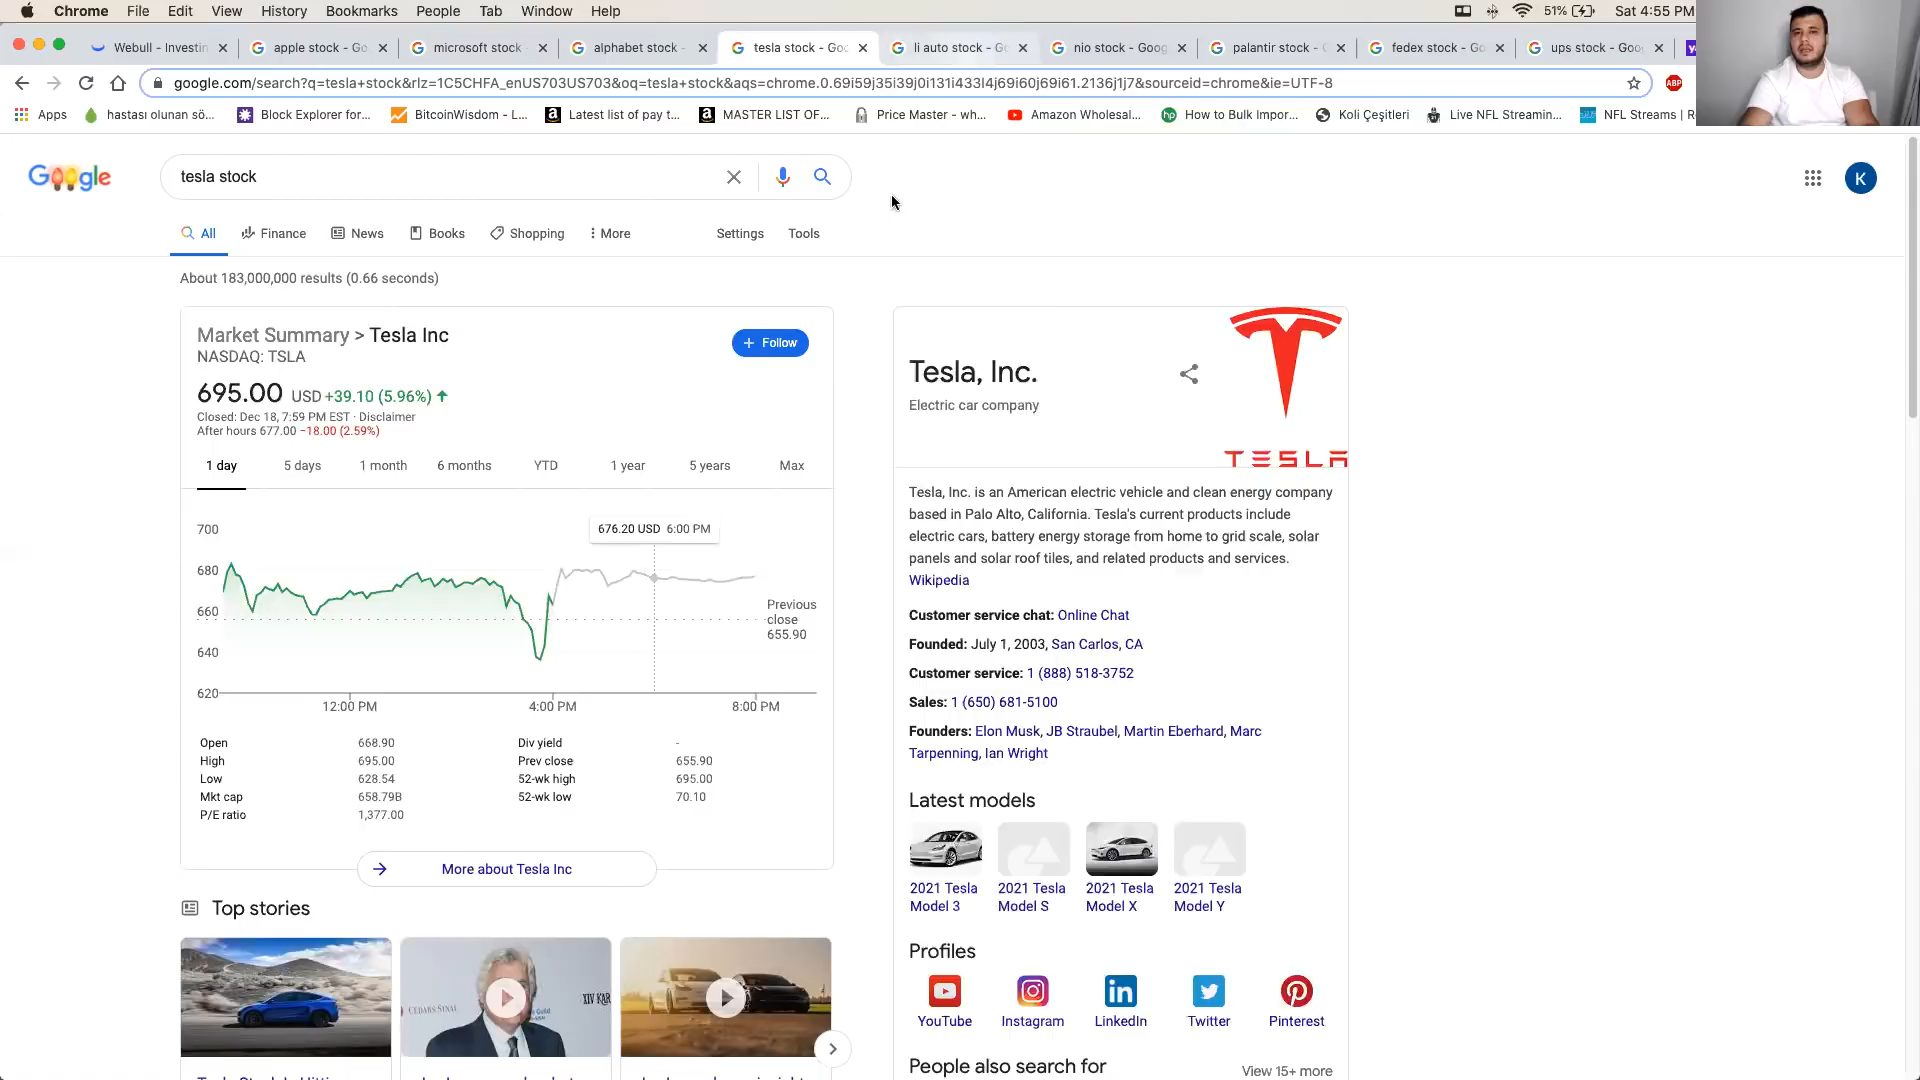 Chrome File Edit View History Bookmarks People Tab Window Help 51% Sat 4:55 PM
Webull - Investin apple stock - Go microsoft stock - alphabet stock - tesla stock - Goo li auto stock - Go nio stock - Goog palantir stock - G fedex stock - Go ups stock - Goo
google.com/search?q=tesla+stock&rlz=1C5CHFA_enUS703US703&oq=tesla+stock&aqs=chrome.0.69i59j35i39j0i131i433l4j69i60j69i61.2136j1j7&sourceid=chrome&ie=UTF-8 ABP
Apps hastası olunan sö... Block Explorer for... BitcoinWisdom - L... Latest list of pay t... MASTER LIST OF... Price Master - wh... Amazon Wholesal... How to Bulk Impor... Koli Çeşitleri Live NFL Streamin... NFL Streams | R
Google tesla stock K
All Finance News Books Shopping More Settings Tools
About 183,000,000 results (0.66 seconds)
Market Summary > Tesla Inc
NASDAQ: TSLA
Follow
695.00 USD +39.10 (5.96%)
Closed: Dec 18, 7:59 PM EST · Disclaimer
After hours 677.00 −18.00 (2.59%)
1 day 5 days 1 month 6 months YTD 1 year 5 years Max
676.20 USD 6:00 PM
700
680
660
640
620
Previous
close
655.90
12:00 PM 4:00 PM 8:00 PM
Open 668.90 Div yield -
High 695.00 Prev close 655.90
Low 628.54 52-wk high 695.00
Mkt cap 658.79B 52-wk low 70.10
P/E ratio 1,377.00
More about Tesla Inc
Top stories
CEDARS SINAI
XIV KAR
Tesla, Inc.
Electric car company
TESLA
Tesla, Inc. is an American electric vehicle and clean energy company
based in Palo Alto, California. Tesla's current products include
electric cars, battery energy storage from home to grid scale, solar
panels and solar roof tiles, and related products and services.
Wikipedia
Customer service chat: Online Chat
Founded: July 1, 2003, San Carlos, CA
Customer service: 1 (888) 518-3752
Sales: 1 (650) 681-5100
Founders: Elon Musk, JB Straubel, Martin Eberhard, Marc
Tarpenning, Ian Wright
Latest models
2021 Tesla
Model 3
2021 Tesla
Model S
2021 Tesla
Model X
2021 Tesla
Model Y
Profiles
YouTube Instagram LinkedIn Twitter Pinterest
People also search for View 15+ more